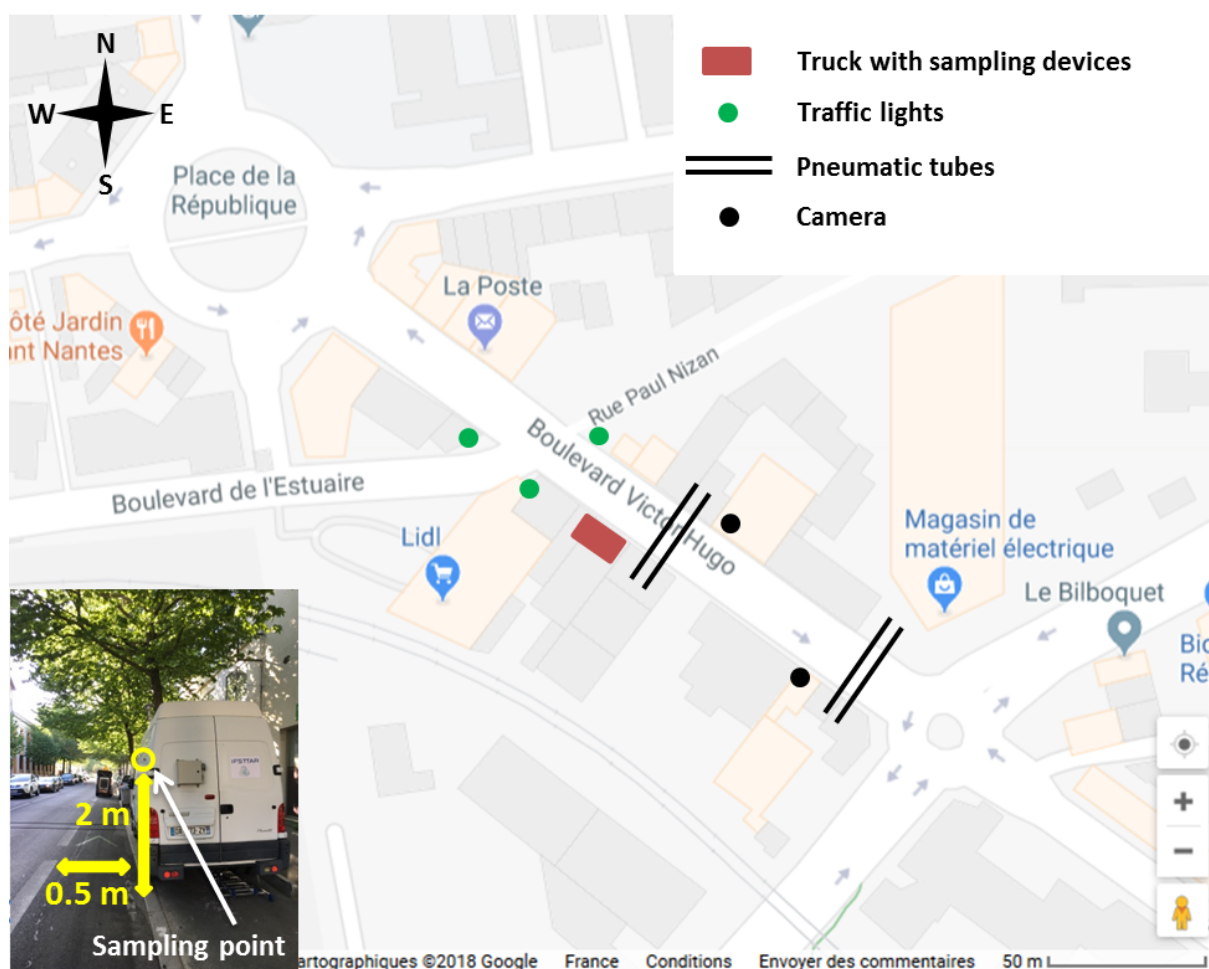 N
W
E
S
Truck with sampling devices
Traffic lights
Pneumatic tubes
Camera
Place de la
République
La Poste
ôté Jardin
nt Nantes
Rue Paul Nizan
Boulevard Victor Hugo
Boulevard de l'Estuaire
Lidl
Magasin de
matériel électrique
Le Bilboquet
Bic
Ré
IFSTTAR
2 m
0.5 m
Sampling point
artographiques ©2018 Google
France
Conditions
Envoyer des commentaires
50 m